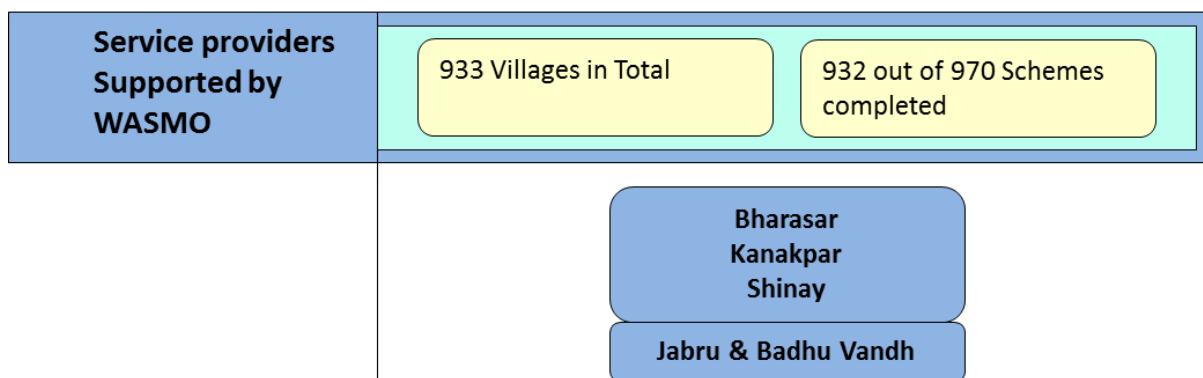 Service providers
Supported by
WASMO
933 Villages in Total
932 out of 970 Schemes
completed
Bharasar
Kanakpar
Shinay
Jabru & Badhu Vandh